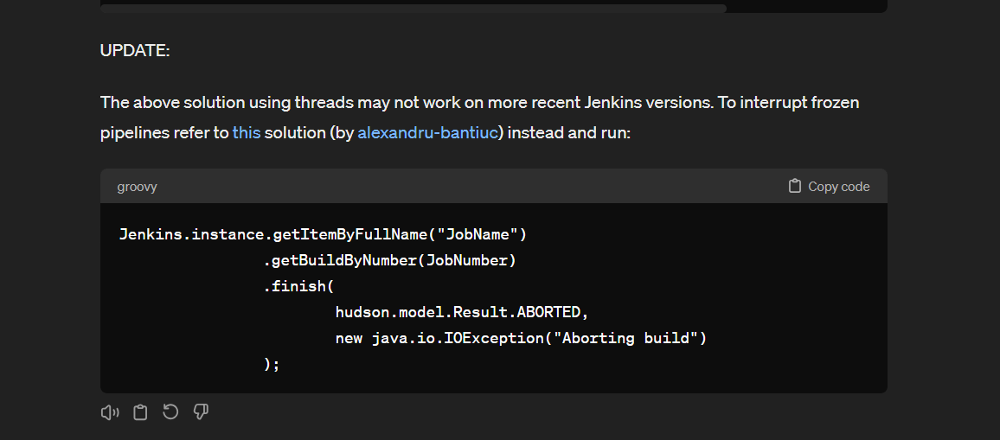 UPDATE:
The above solution using threads may not work on more recent Jenkins versions. To interrupt frozen
pipelines refer to this solution (by alexandru-bantiuc) instead and run:
groovy
Copy code
Jenkins.instance.getItemByFullName("JobName")
                .getBuildByNumber(JobNumber)
                .finish(
                        hudson.model.Result.ABORTED,
                        new java.io.IOException("Aborting build")
                );